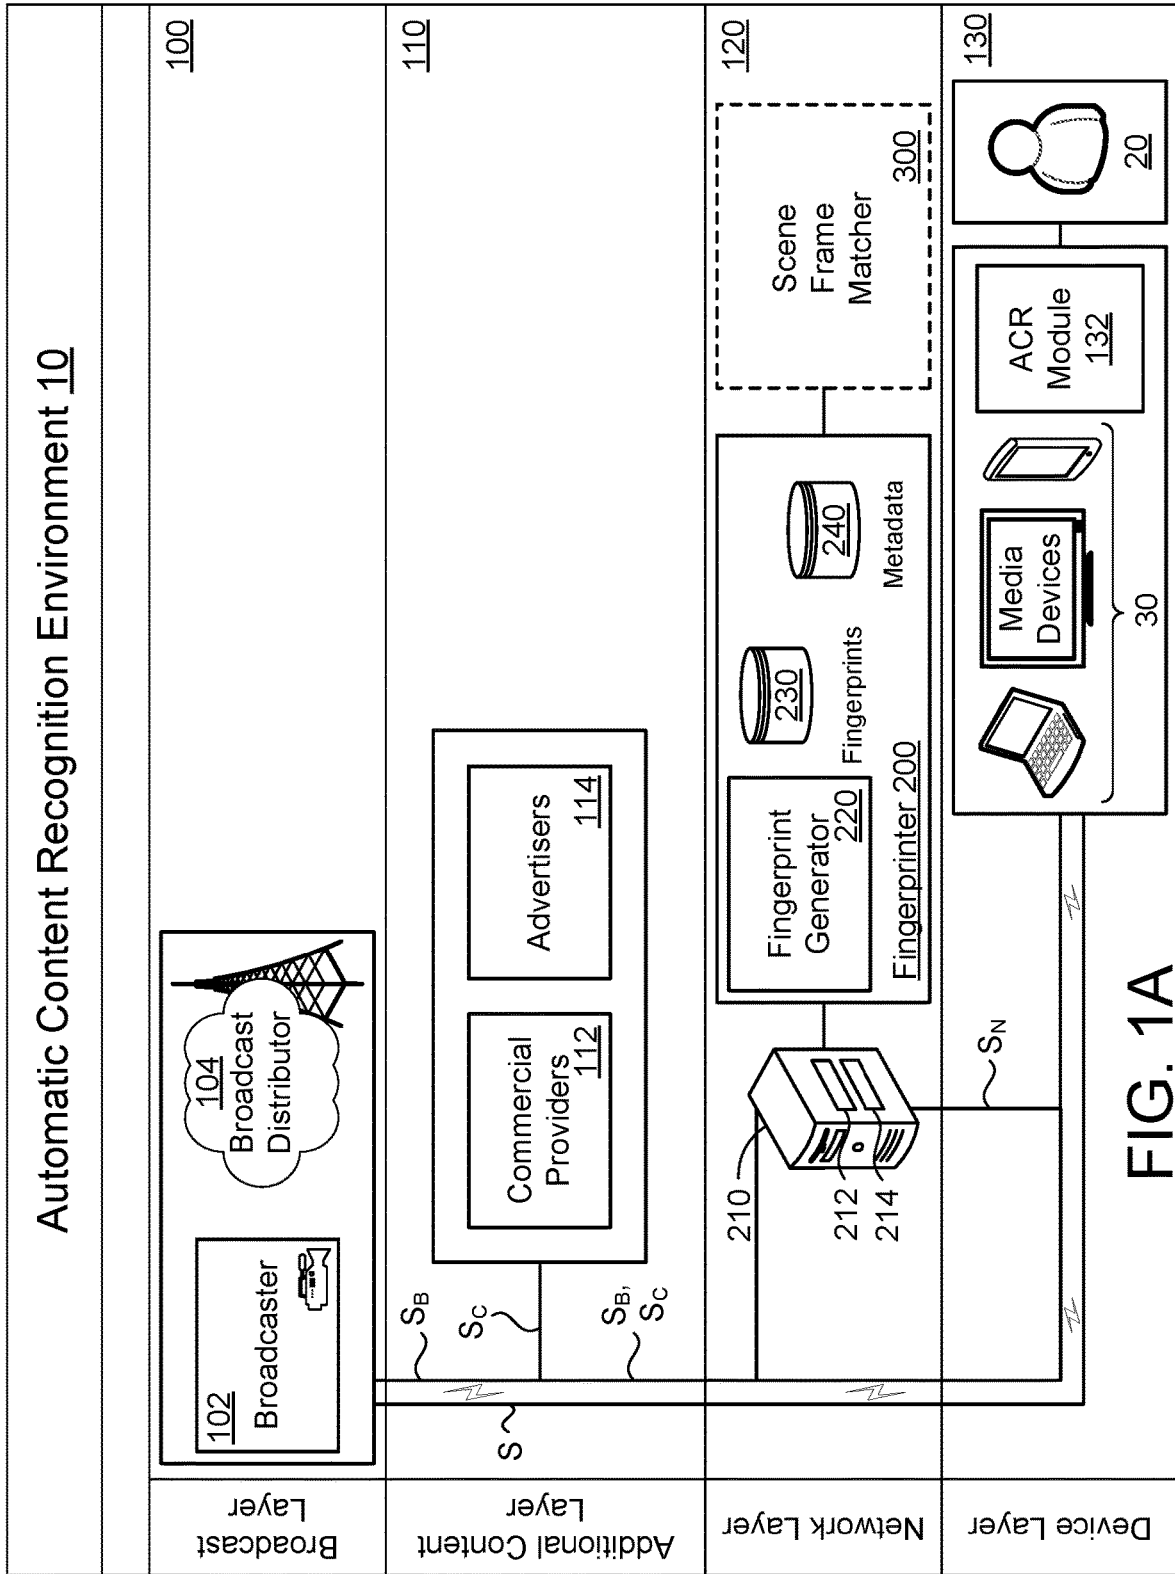 Automatic Content Recognition Environment 10
Broadcast
Layer
100
102
Broadcaster
104
Broadcast
Distributor
Additional Content
Layer
110
S
SB
SC
SB,
SC
Commercial
Providers
112
Advertisers
114
Network Layer
120
210
212
214
SN
Fingerprint
Generator
220
Fingerprinter 200
230
Fingerprints
240
Metadata
Scene
Frame
Matcher
300
Device Layer
130
Media
Devices
30
ACR
Module
132
20
FIG. 1A